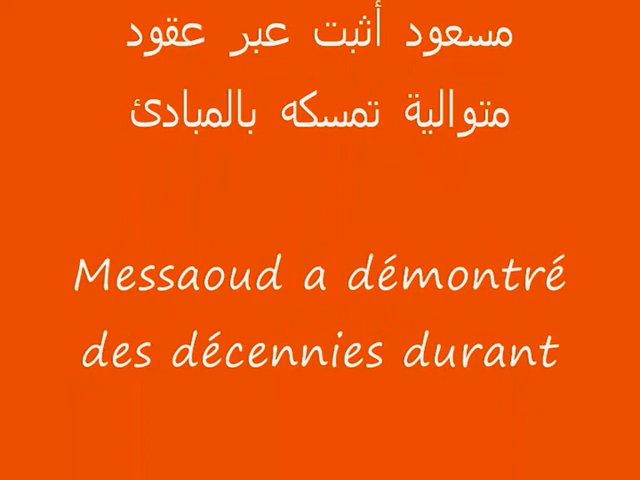 مسعود أثبت عبر عقود
متوالية تمسكه بالمبادئ
Messaoud a démontré
des décennies durant